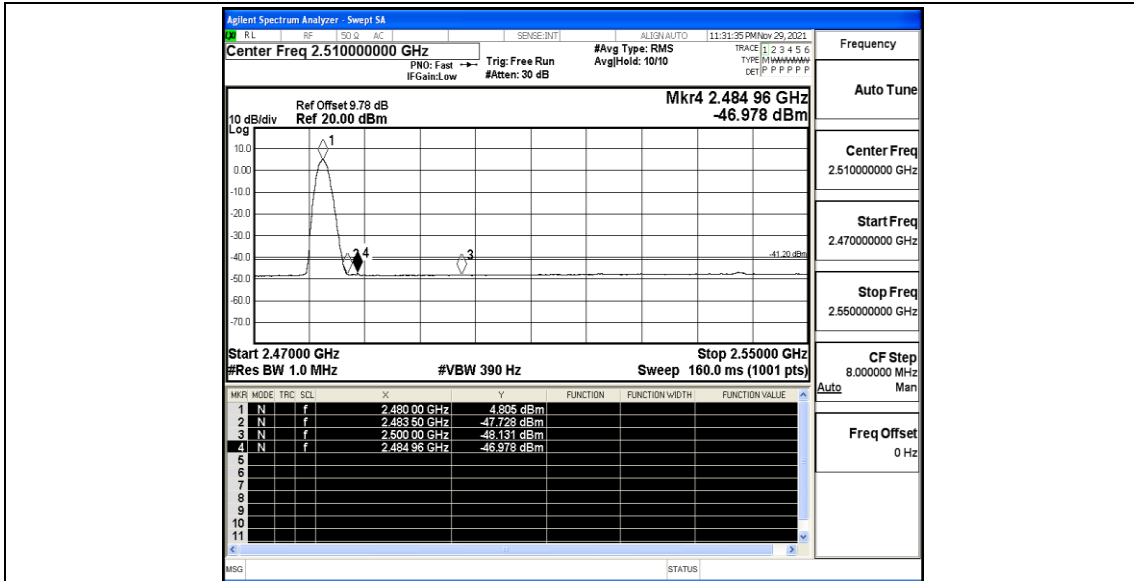 Agilent Spectrum Analyzer - Swept SA
LXI RL RF 50 Ω AC SENSE:INT ALIGNAUTO 11:31:35 PM Nov 29, 2021
Center Freq 2.510000000 GHz
PNO: Fast
IFGain:Low
Trig: Free Run
#Atten: 30 dB
#Avg Type: RMS
Avg|Hold: 10/10
TRACE 1 2 3 4 5 6
TYPE MWWWWW
DET P P P P P P
Ref Offset 9.78 dB
10 dB/div Ref 20.00 dBm
Log
Mkr4 2.484 96 GHz
-46.978 dBm
10.0
0.00
-10.0
-20.0
-30.0
-40.0
-50.0
-60.0
-70.0
1
2 4
3
-41.20 dBm
Start 2.47000 GHz Stop 2.55000 GHz
#Res BW 1.0 MHz #VBW 390 Hz Sweep 160.0 ms (1001 pts)
MKR MODE TRC SCL X Y FUNCTION FUNCTION WIDTH FUNCTION VALUE
1 N f 2.480 00 GHz 4.805 dBm
2 N f 2.483 50 GHz -47.728 dBm
3 N f 2.500 00 GHz -48.131 dBm
4 N f 2.484 96 GHz -46.978 dBm
5
6
7
8
9
10
11
MSG STATUS
Frequency
Auto Tune
Center Freq
2.510000000 GHz
Start Freq
2.470000000 GHz
Stop Freq
2.550000000 GHz
CF Step
8.000000 MHz
Auto Man
Freq Offset
0 Hz